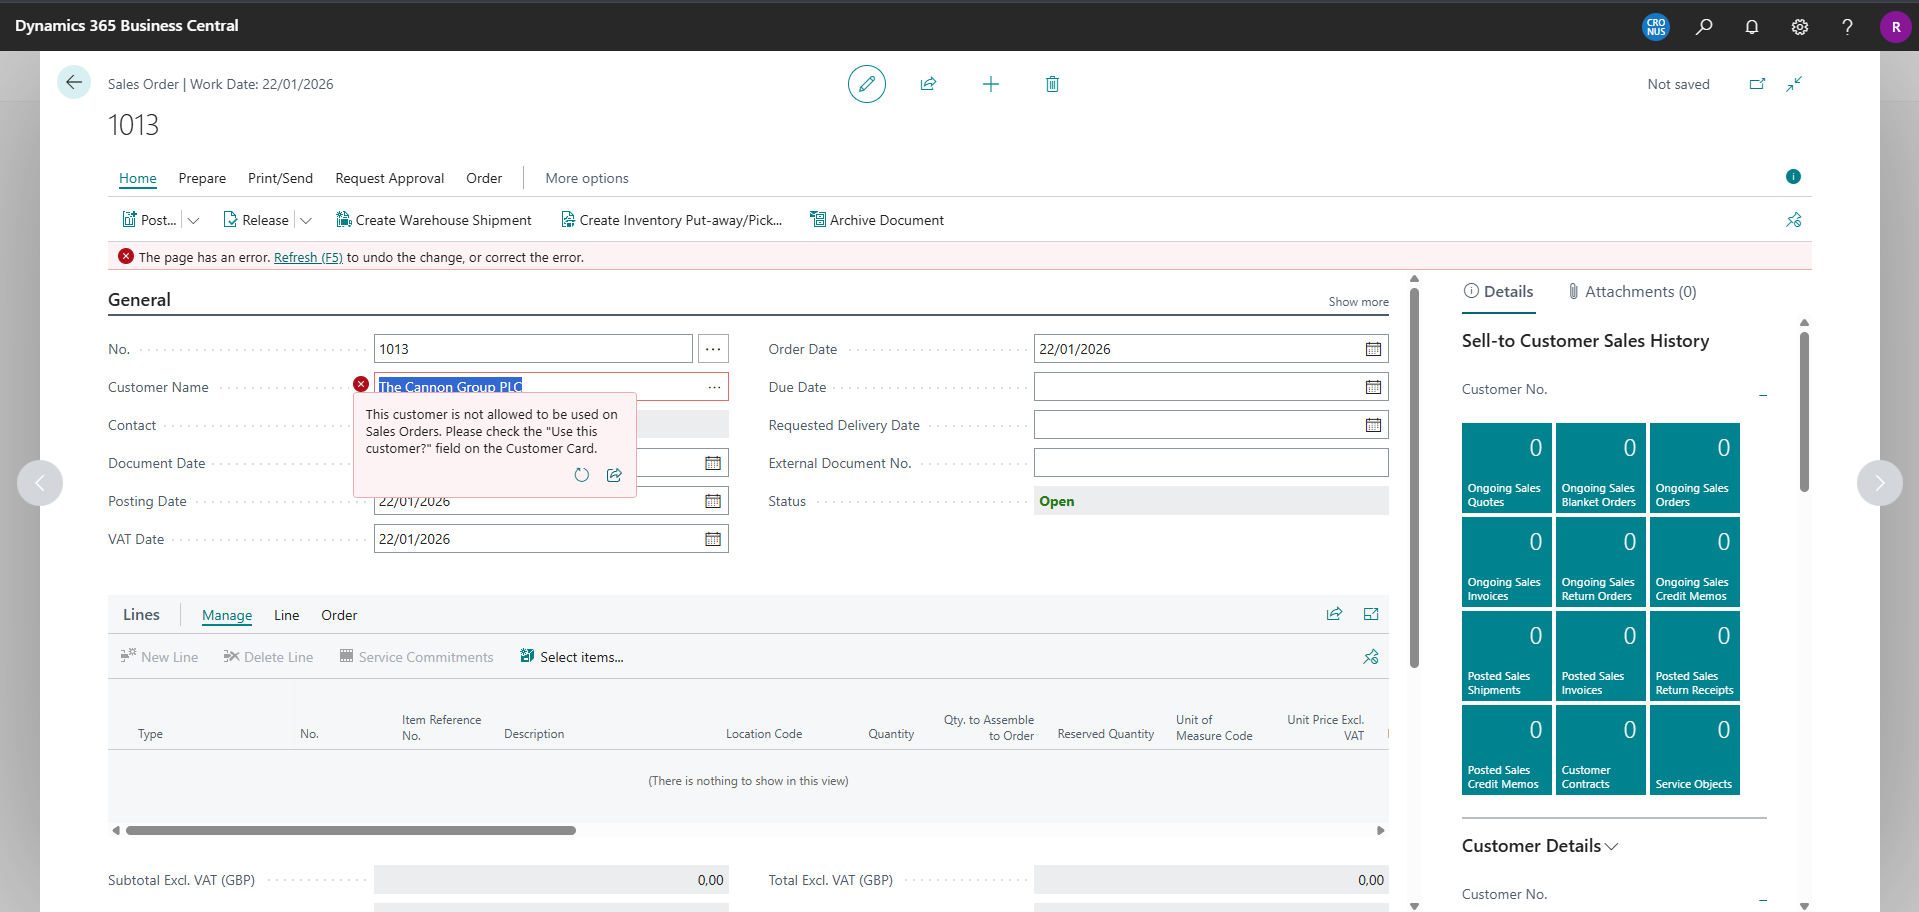 Dynamics 365 Business Central
CRO
NUS
R
Sales Order | Work Date: 22/01/2026
Not saved
1013
Home Prepare Print/Send Request Approval Order More options
Post... Release Create Warehouse Shipment Create Inventory Put-away/Pick... Archive Document
The page has an error. Refresh (F5) to undo the change, or correct the error.
General
Show more
No. 1013 ...
Customer Name The Cannon Group PLC ...
This customer is not allowed to be used on
Sales Orders. Please check the "Use this
customer?" field on the Customer Card.
Contact
Document Date
Posting Date 22/01/2026
VAT Date 22/01/2026
Order Date 22/01/2026
Due Date
Requested Delivery Date
External Document No.
Status Open
Lines Manage Line Order
New Line Delete Line Service Commitments Select items...
Type
No.
Item Reference
No.
Description
Location Code
Quantity
Qty. to Assemble
to Order
Reserved Quantity
Unit of
Measure Code
Unit Price Excl.
VAT
(There is nothing to show in this view)
Subtotal Excl. VAT (GBP) 0,00
Total Excl. VAT (GBP) 0,00
Details Attachments (0)
Sell-to Customer Sales History
Customer No. _
0
Ongoing Sales
Quotes
0
Ongoing Sales
Blanket Orders
0
Ongoing Sales
Orders
0
Ongoing Sales
Invoices
0
Ongoing Sales
Return Orders
0
Ongoing Sales
Credit Memos
0
Posted Sales
Shipments
0
Posted Sales
Invoices
0
Posted Sales
Return Receipts
0
Posted Sales
Credit Memos
0
Customer
Contracts
0
Service Objects
Customer Details
Customer No. _